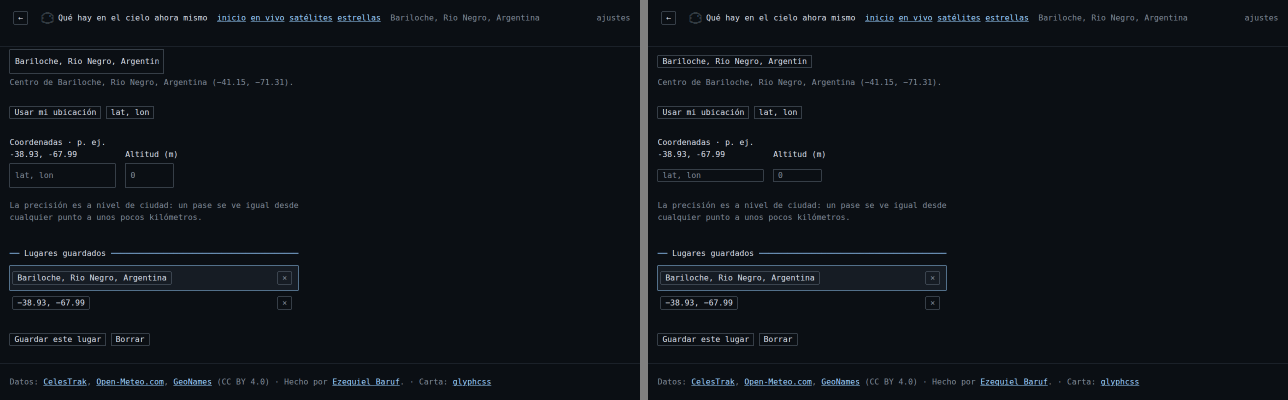 ← Qué hay en el cielo ahora mismo inicio en vivo satélites estrellas Bariloche, Rio Negro, Argentina ajustes
Bariloche, Rio Negro, Argentin
Centro de Bariloche, Rio Negro, Argentina (−41.15, −71.31).
Usar mi ubicación lat, lon
Coordenadas · p. ej.
-38.93, -67.99 Altitud (m)
lat, lon 0
La precisión es a nivel de ciudad: un pase se ve igual desde
cualquier punto a unos pocos kilómetros.
Lugares guardados
Bariloche, Rio Negro, Argentina ×
−38.93, −67.99 ×
Guardar este lugar Borrar
Datos: CelesTrak, Open-Meteo.com, GeoNames (CC BY 4.0) · Hecho por Ezequiel Baruf. · Carta: glyphcss
← Qué hay en el cielo ahora mismo inicio en vivo satélites estrellas Bariloche, Rio Negro, Argentina ajustes
Bariloche, Rio Negro, Argentin
Centro de Bariloche, Rio Negro, Argentina (−41.15, −71.31).
Usar mi ubicación lat, lon
Coordenadas · p. ej.
-38.93, -67.99 Altitud (m)
lat, lon 0
La precisión es a nivel de ciudad: un pase se ve igual desde
cualquier punto a unos pocos kilómetros.
Lugares guardados
Bariloche, Rio Negro, Argentina ×
−38.93, −67.99 ×
Guardar este lugar Borrar
Datos: CelesTrak, Open-Meteo.com, GeoNames (CC BY 4.0) · Hecho por Ezequiel Baruf. · Carta: glyphcss